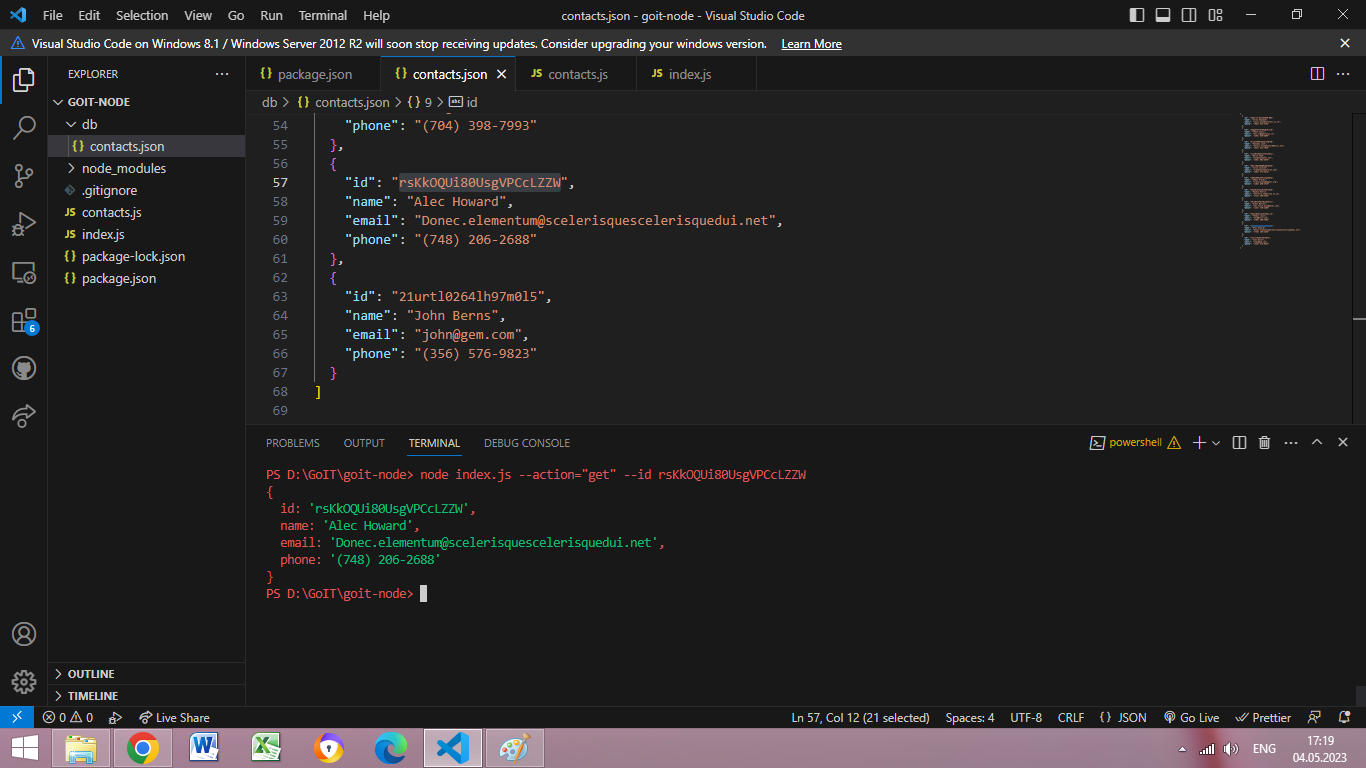 File Edit Selection View Go Run Terminal Help contacts.json - goit-node - Visual Studio Code
Visual Studio Code on Windows 8.1 / Windows Server 2012 R2 will soon stop receiving updates. Consider upgrading your windows version. Learn More
EXPLORER
GOIT-NODE
db
{} contacts.json
node_modules
.gitignore
JS contacts.js
JS index.js
{} package-lock.json
{} package.json
OUTLINE
TIMELINE
6
{} package.json {} contacts.json JS contacts.js JS index.js
db > {} contacts.json > {} 9 > abc id
54 "phone": "(704) 398-7993"
55 },
56 {
57 "id": "rsKkOQUi80UsgVPCcLZZW",
58 "name": "Alec Howard",
59 "email": "Donec.elementum@scelerisquescelerisquedui.net",
60 "phone": "(748) 206-2688"
61 },
62 {
63 "id": "21urtl0264lh97m0l5",
64 "name": "John Berns",
65 "email": "john@gem.com",
66 "phone": "(356) 576-9823"
67 }
68 ]
69
PROBLEMS OUTPUT TERMINAL DEBUG CONSOLE powershell
PS D:\GoIT\goit-node> node index.js --action="get" --id rsKkOQUi80UsgVPCcLZZW
{
id: 'rsKkOQUi80UsgVPCcLZZW',
name: 'Alec Howard',
email: 'Donec.elementum@scelerisquescelerisquedui.net',
phone: '(748) 206-2688'
}
PS D:\GoIT\goit-node>
0 0 Live Share Ln 57, Col 12 (21 selected) Spaces: 4 UTF-8 CRLF {} JSON Go Live Prettier
ENG 17:19
04.05.2023